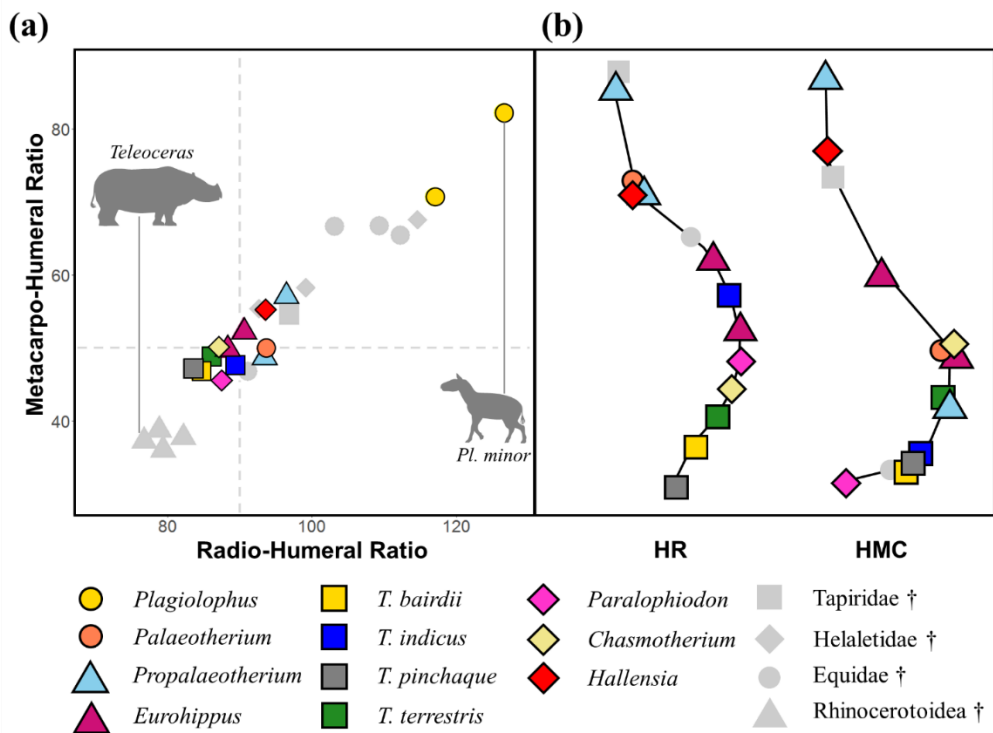 (a)
(b)
Metacarpo-Humeral Ratio
80
60
40
Teleoceras
Pl. minor
80
100
120
Radio-Humeral Ratio
HR
HMC
Plagiolophus
T. bairdii
Paralophiodon
Tapiridae †
Palaeotherium
T. indicus
Chasmotherium
Helaletidae †
Propalaeotherium
T. pinchaque
Hallensia
Equidae †
Eurohippus
T. terrestris
Rhinocerotoidea †